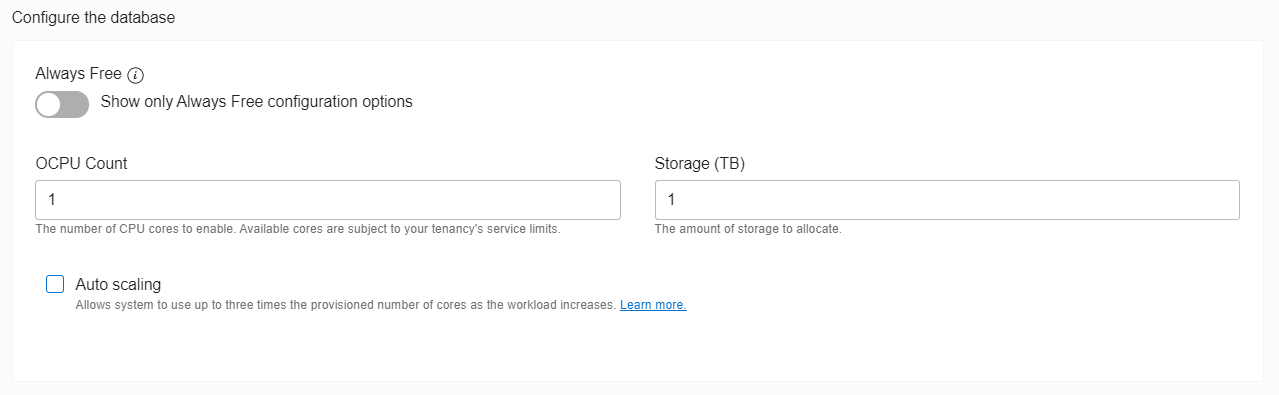 Configure the database
Always Free
Show only Always Free configuration options
OCPU Count
Storage (TB)
1
1
The number of CPU cores to enable. Available cores are subject to your tenancy's service limits.
The amount of storage to allocate.
Auto scaling
Allows system to use up to three times the provisioned number of cores as the workload increases. Learn more.